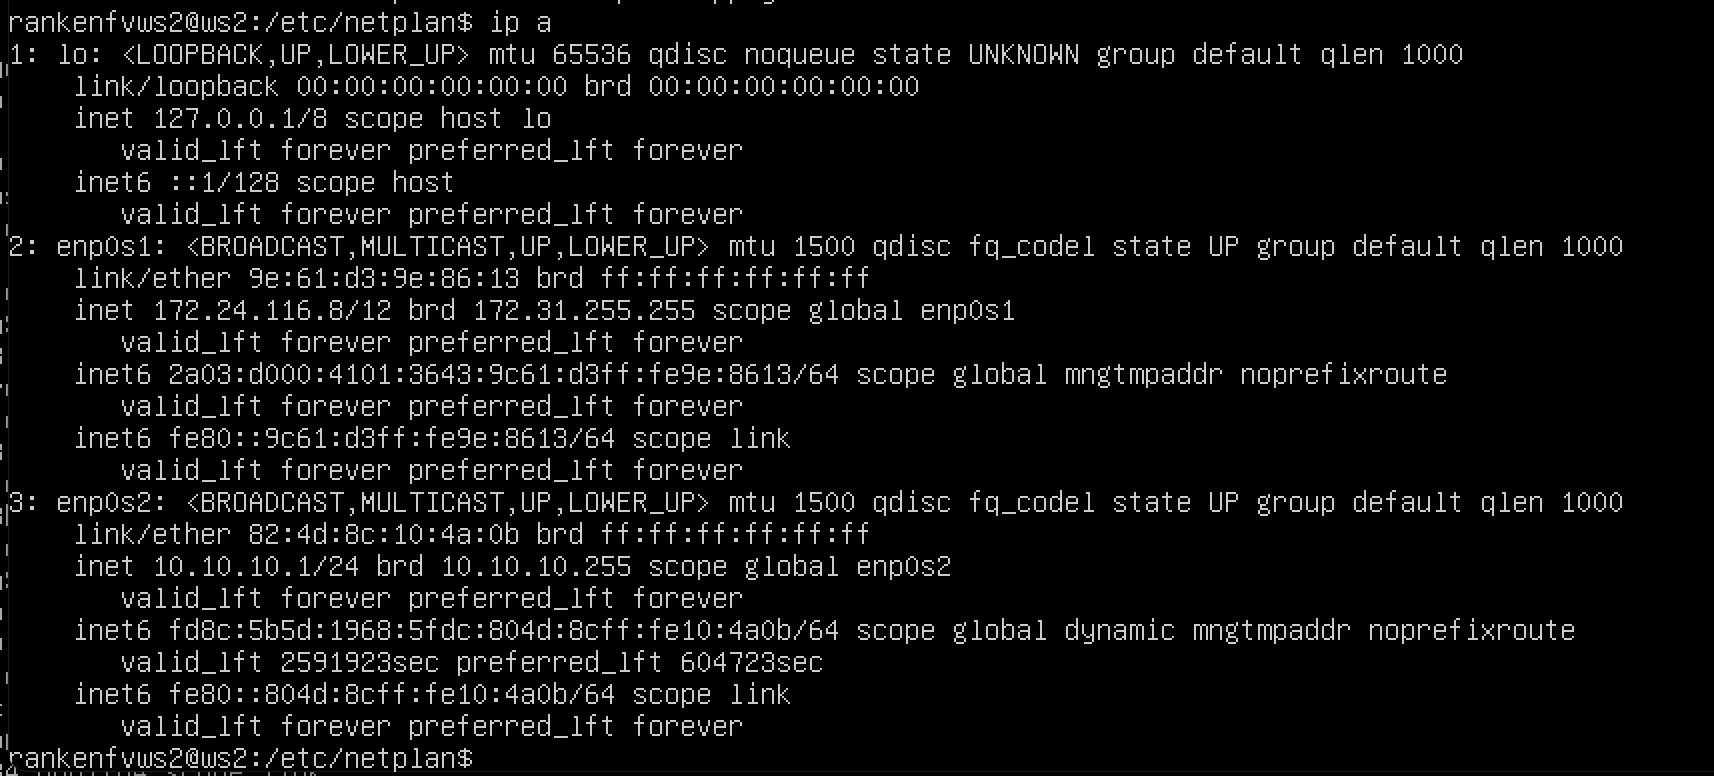 rankenfvws2@ws2:/etc/netplan$ ip a
1: lo: <LOOPBACK,UP,LOWER_UP> mtu 65536 qdisc noqueue state UNKNOWN group default qlen 1000
    link/loopback 00:00:00:00:00:00 brd 00:00:00:00:00:00
    inet 127.0.0.1/8 scope host lo
       valid_lft forever preferred_lft forever
    inet6 ::1/128 scope host
       valid_lft forever preferred_lft forever
2: enp0s1: <BROADCAST,MULTICAST,UP,LOWER_UP> mtu 1500 qdisc fq_codel state UP group default qlen 1000
    link/ether 9e:61:d3:9e:86:13 brd ff:ff:ff:ff:ff:ff
    inet 172.24.116.8/12 brd 172.31.255.255 scope global enp0s1
       valid_lft forever preferred_lft forever
    inet6 2a03:d000:4101:3643:9c61:d3ff:fe9e:8613/64 scope global mngtmpaddr noprefixroute
       valid_lft forever preferred_lft forever
    inet6 fe80::9c61:d3ff:fe9e:8613/64 scope link
       valid_lft forever preferred_lft forever
3: enp0s2: <BROADCAST,MULTICAST,UP,LOWER_UP> mtu 1500 qdisc fq_codel state UP group default qlen 1000
    link/ether 82:4d:8c:10:4a:0b brd ff:ff:ff:ff:ff:ff
    inet 10.10.10.1/24 brd 10.10.10.255 scope global enp0s2
       valid_lft forever preferred_lft forever
    inet6 fd8c:5b5d:1968:5fdc:804d:8cff:fe10:4a0b/64 scope global dynamic mngtmpaddr noprefixroute
       valid_lft 2591923sec preferred_lft 604723sec
    inet6 fe80::804d:8cff:fe10:4a0b/64 scope link
       valid_lft forever preferred_lft forever
rankenfvws2@ws2:/etc/netplan$